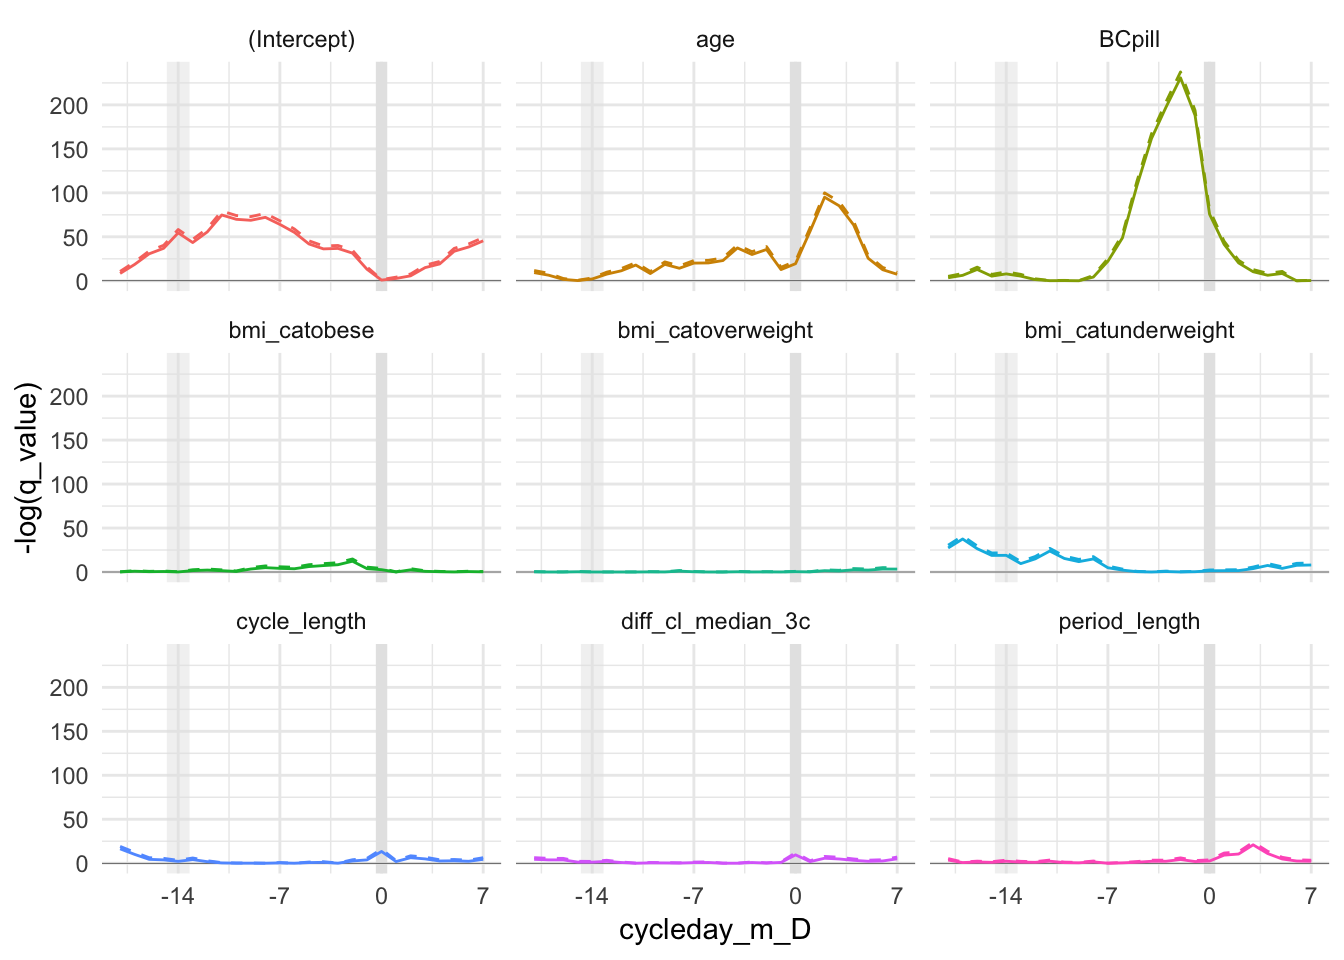 (Intercept) age BCpill
200
150
100
50
0
bmi_catobese bmi_catoverweight bmi_catunderweight
200
150
100
50
0
-log(q_value)
cycle_length diff_cl_median_3c period_length
200
150
100
50
0
-14 -7 0 7 -14 -7 0 7 -14 -7 0 7
cycleday_m_D